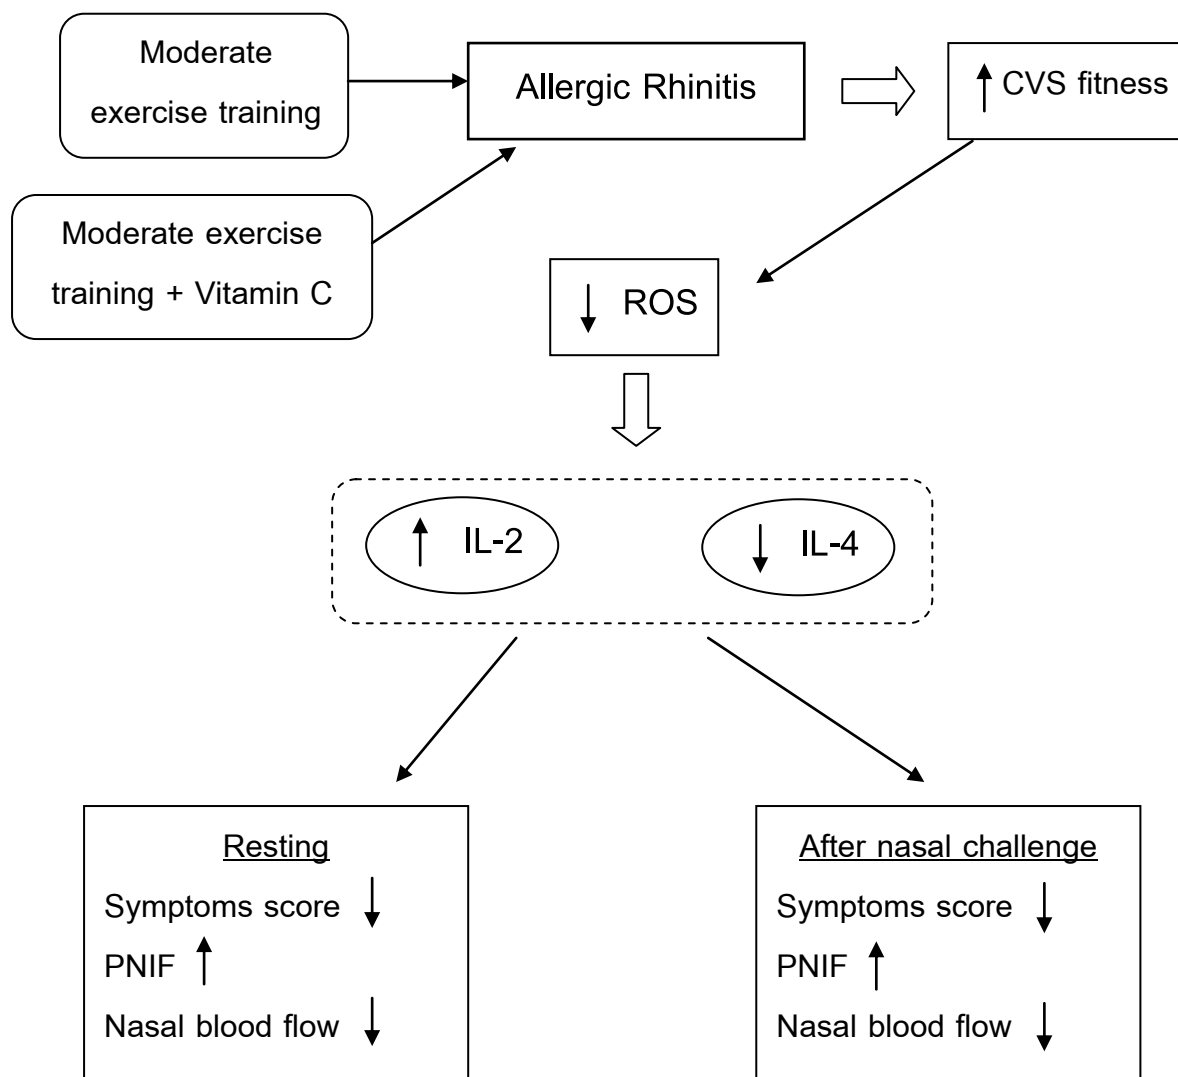 Moderate
exercise training
Allergic Rhinitis
↑ CVS fitness
Moderate exercise
training + Vitamin C
↓ ROS
↑ IL-2
↓ IL-4
Resting
Symptoms score ↓
PNIF ↑
Nasal blood flow ↓
After nasal challenge
Symptoms score ↓
PNIF ↑
Nasal blood flow ↓